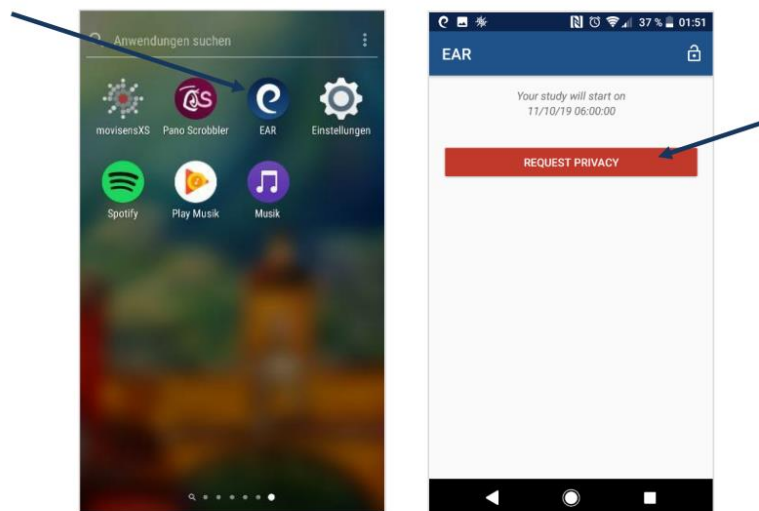 Anwendungen suchen
movisensXS
Pano Scrobbler
EAR
Einstellungen
Spotify
Play Musik
Musik
37 % 01:51
EAR
Your study will start on
11/10/19 06:00:00
REQUEST PRIVACY